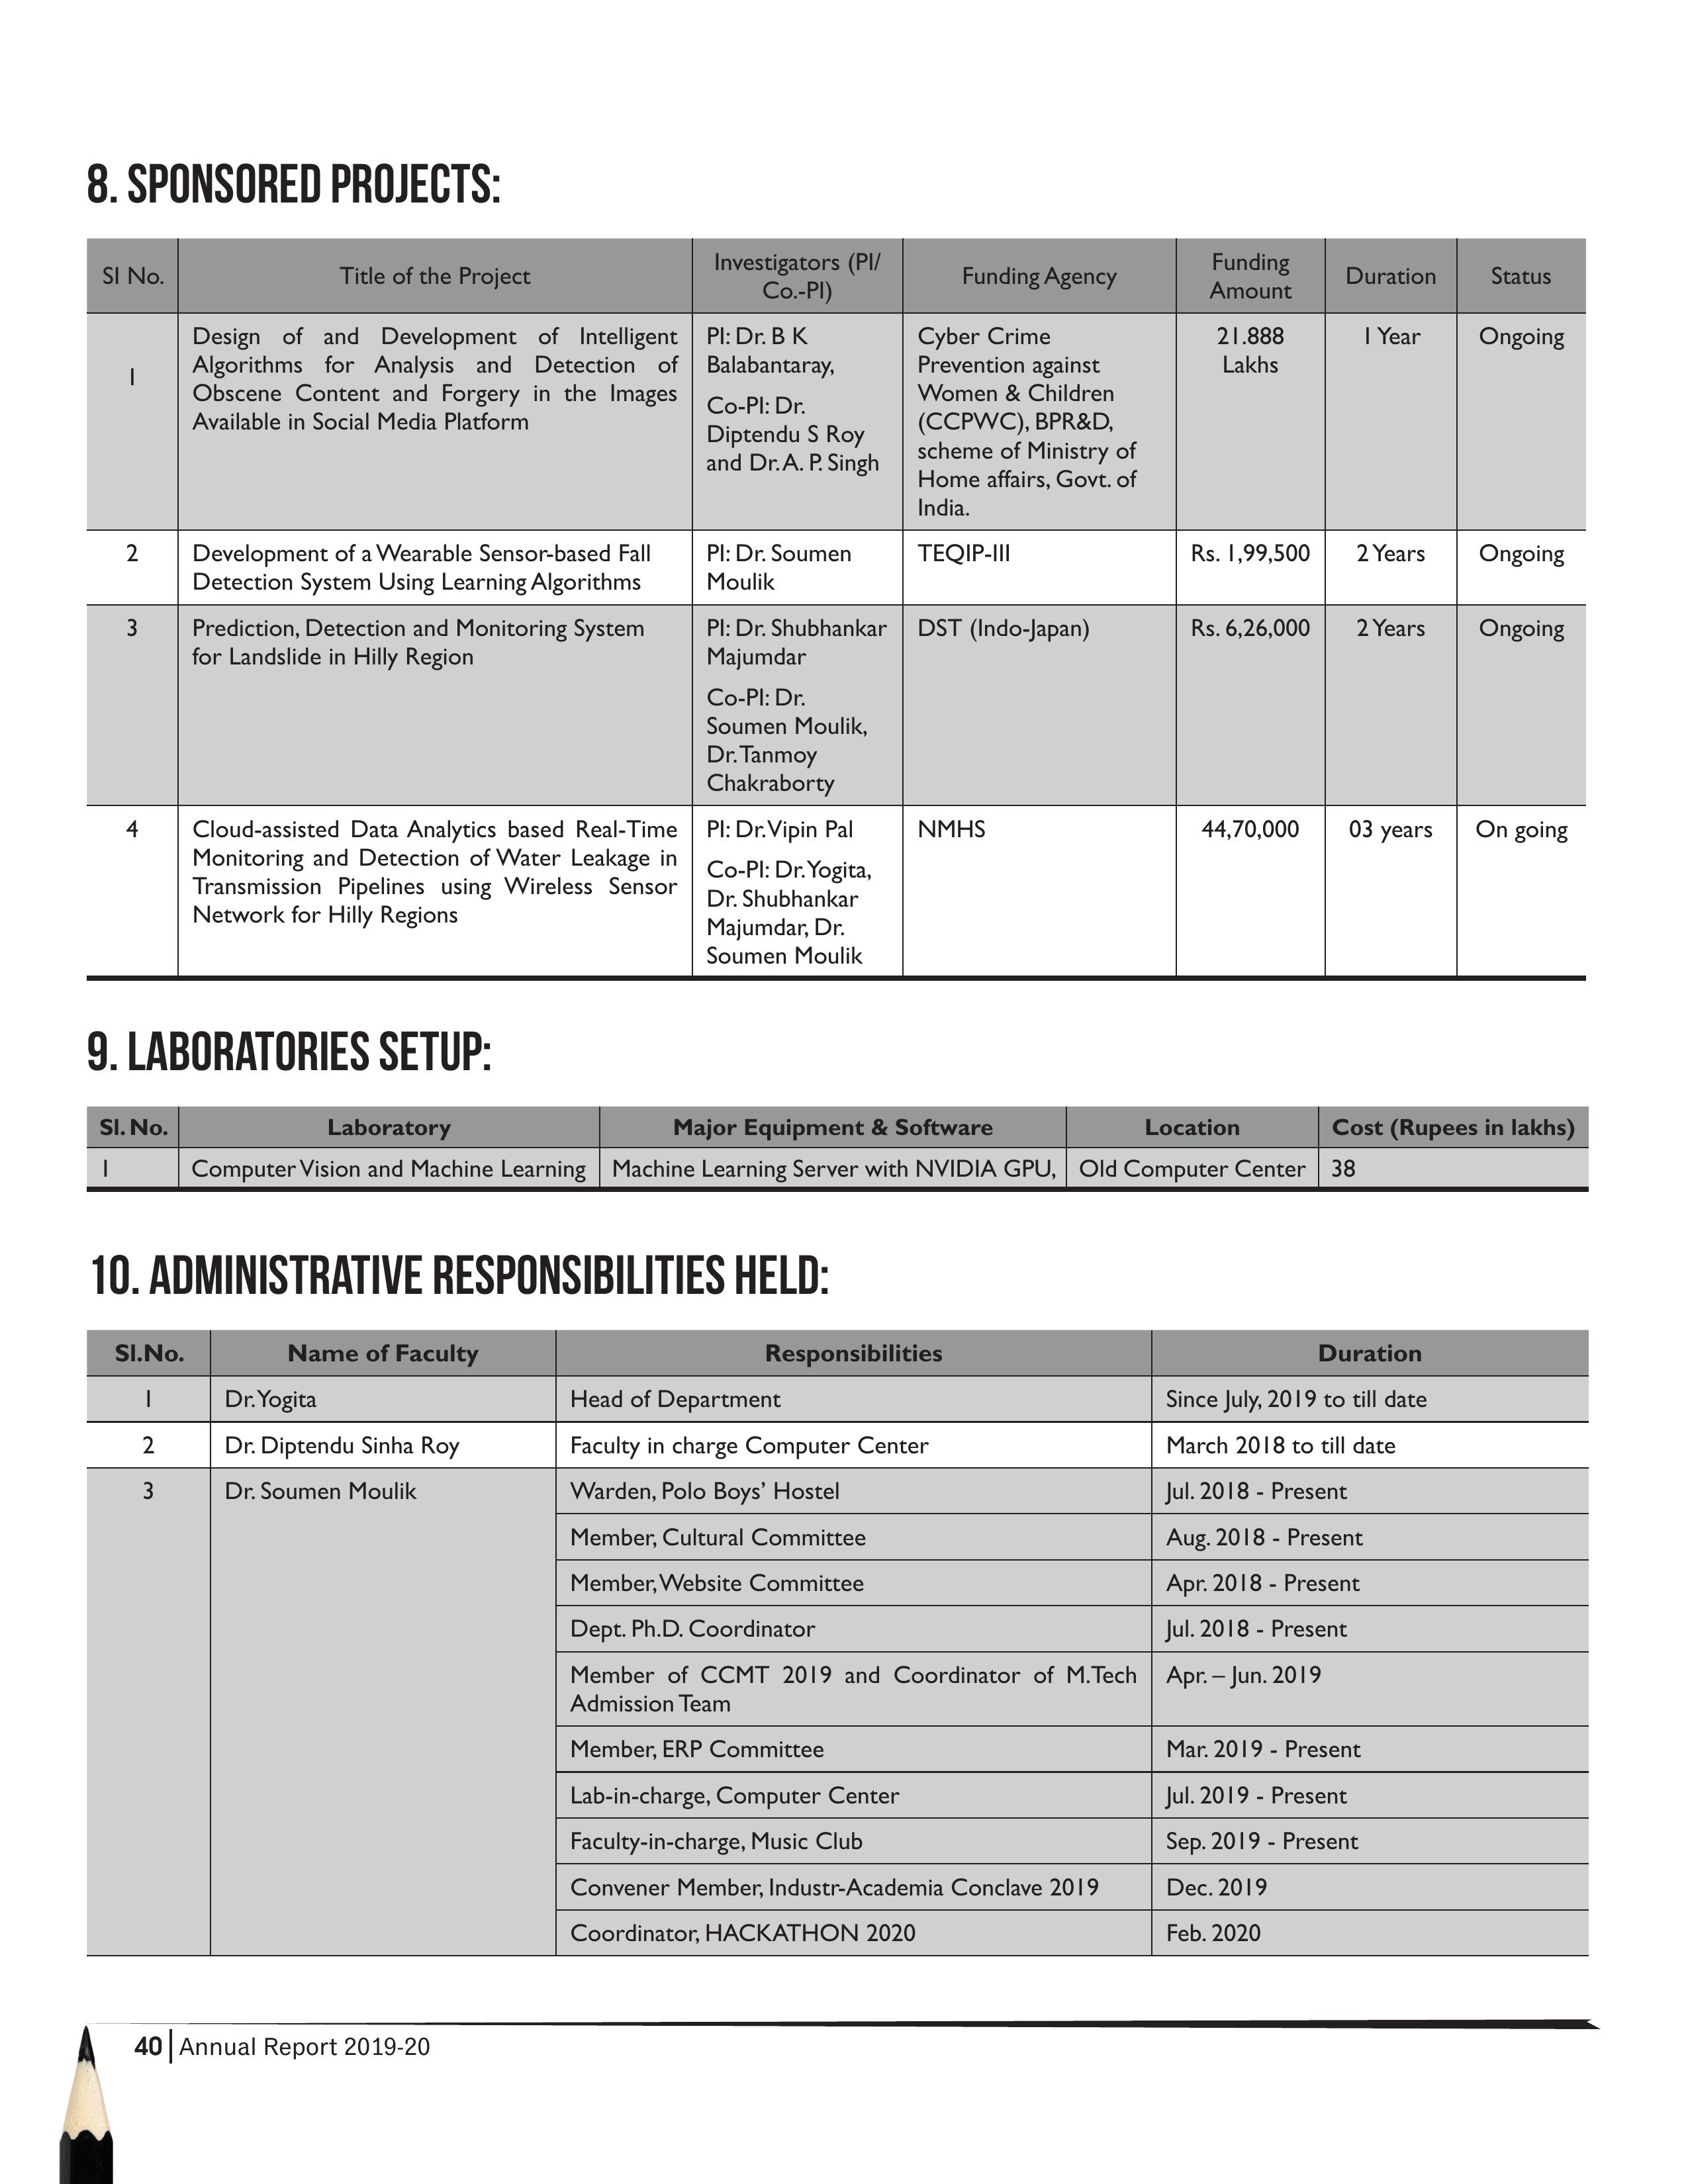 8. SPONSORED PROJECTS:
Sl No.
Title of the Project
Investigators (PI/
Co.-PI)
Funding Agency
Funding
Amount
Duration
Status
1
Design of and Development of Intelligent
Algorithms for Analysis and Detection of
Obscene Content and Forgery in the Images
Available in Social Media Platform
PI: Dr. B K
Balabantaray,
Co-PI: Dr.
Diptendu S Roy
and Dr. A. P. Singh
Cyber Crime
Prevention against
Women & Children
(CCPWC), BPR&D,
scheme of Ministry of
Home affairs, Govt. of
India.
21.888
Lakhs
1 Year
Ongoing
2
Development of a Wearable Sensor-based Fall
Detection System Using Learning Algorithms
PI: Dr. Soumen
Moulik
TEQIP-III
Rs. 1,99,500
2 Years
Ongoing
3
Prediction, Detection and Monitoring System
for Landslide in Hilly Region
PI: Dr. Shubhankar
Majumdar
Co-PI: Dr.
Soumen Moulik,
Dr. Tanmoy
Chakraborty
DST (Indo-Japan)
Rs. 6,26,000
2 Years
Ongoing
4
Cloud-assisted Data Analytics based Real-Time
Monitoring and Detection of Water Leakage in
Transmission Pipelines using Wireless Sensor
Network for Hilly Regions
PI: Dr. Vipin Pal
Co-PI: Dr. Yogita,
Dr. Shubhankar
Majumdar, Dr.
Soumen Moulik
NMHS
44,70,000
03 years
On going
9. LABORATORIES SETUP:
Sl. No.
Laboratory
Major Equipment & Software
Location
Cost (Rupees in lakhs)
1
Computer Vision and Machine Learning
Machine Learning Server with NVIDIA GPU,
Old Computer Center
38
10. ADMINISTRATIVE RESPONSIBILITIES HELD:
Sl.No.
Name of Faculty
Responsibilities
Duration
1
Dr. Yogita
Head of Department
Since July, 2019 to till date
2
Dr. Diptendu Sinha Roy
Faculty in charge Computer Center
March 2018 to till date
3
Dr. Soumen Moulik
Warden, Polo Boys’ Hostel
Jul. 2018 - Present
Member, Cultural Committee
Aug. 2018 - Present
Member, Website Committee
Apr. 2018 - Present
Dept. Ph.D. Coordinator
Jul. 2018 - Present
Member of CCMT 2019 and Coordinator of M.Tech
Admission Team
Apr. – Jun. 2019
Member, ERP Committee
Mar. 2019 - Present
Lab-in-charge, Computer Center
Jul. 2019 - Present
Faculty-in-charge, Music Club
Sep. 2019 - Present
Convener Member, Industr-Academia Conclave 2019
Dec. 2019
Coordinator, HACKATHON 2020
Feb. 2020
40 Annual Report 2019-20